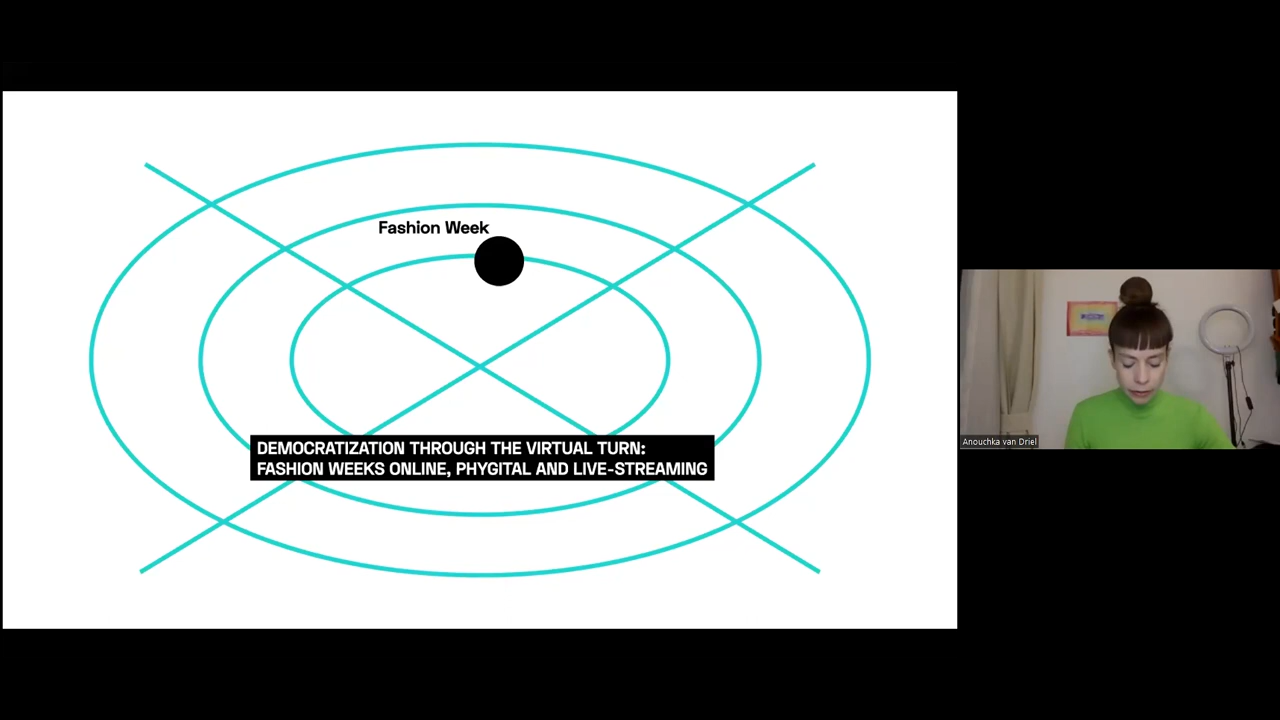 Fashion Week
DEMOCRATIZATION THROUGH THE VIRTUAL TURN:
FASHION WEEKS ONLINE, PHYGITAL AND LIVE-STREAMING
Anouchka van Driel